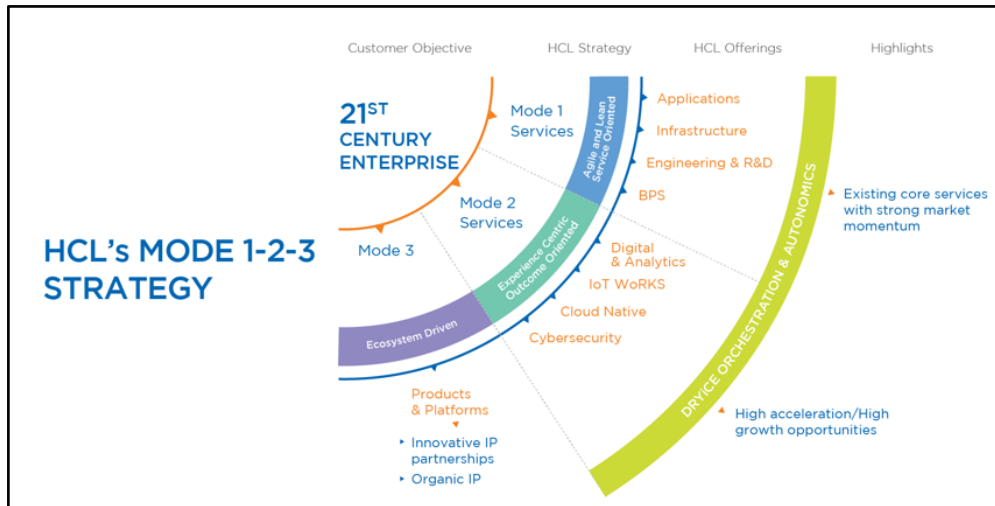 Customer Objective
HCL Strategy
HCL Offerings
Highlights
21ST
CENTURY
ENTERPRISE
Mode 1
Services
Mode 2
Services
Mode 3
HCL's MODE 1-2-3
STRATEGY
Agile and Lean
Service Oriented
Experience Centric
Outcome Oriented
Ecosystem Driven
Applications
Infrastructure
Engineering & R&D
BPS
Digital
& Analytics
IoT WoRKS
Cloud Native
Cybersecurity
Products
& Platforms
Innovative IP
partnerships
Organic IP
DRYiCE ORCHESTRATION & AUTONOMICS
Existing core services
with strong market
momentum
High acceleration/High
growth opportunities